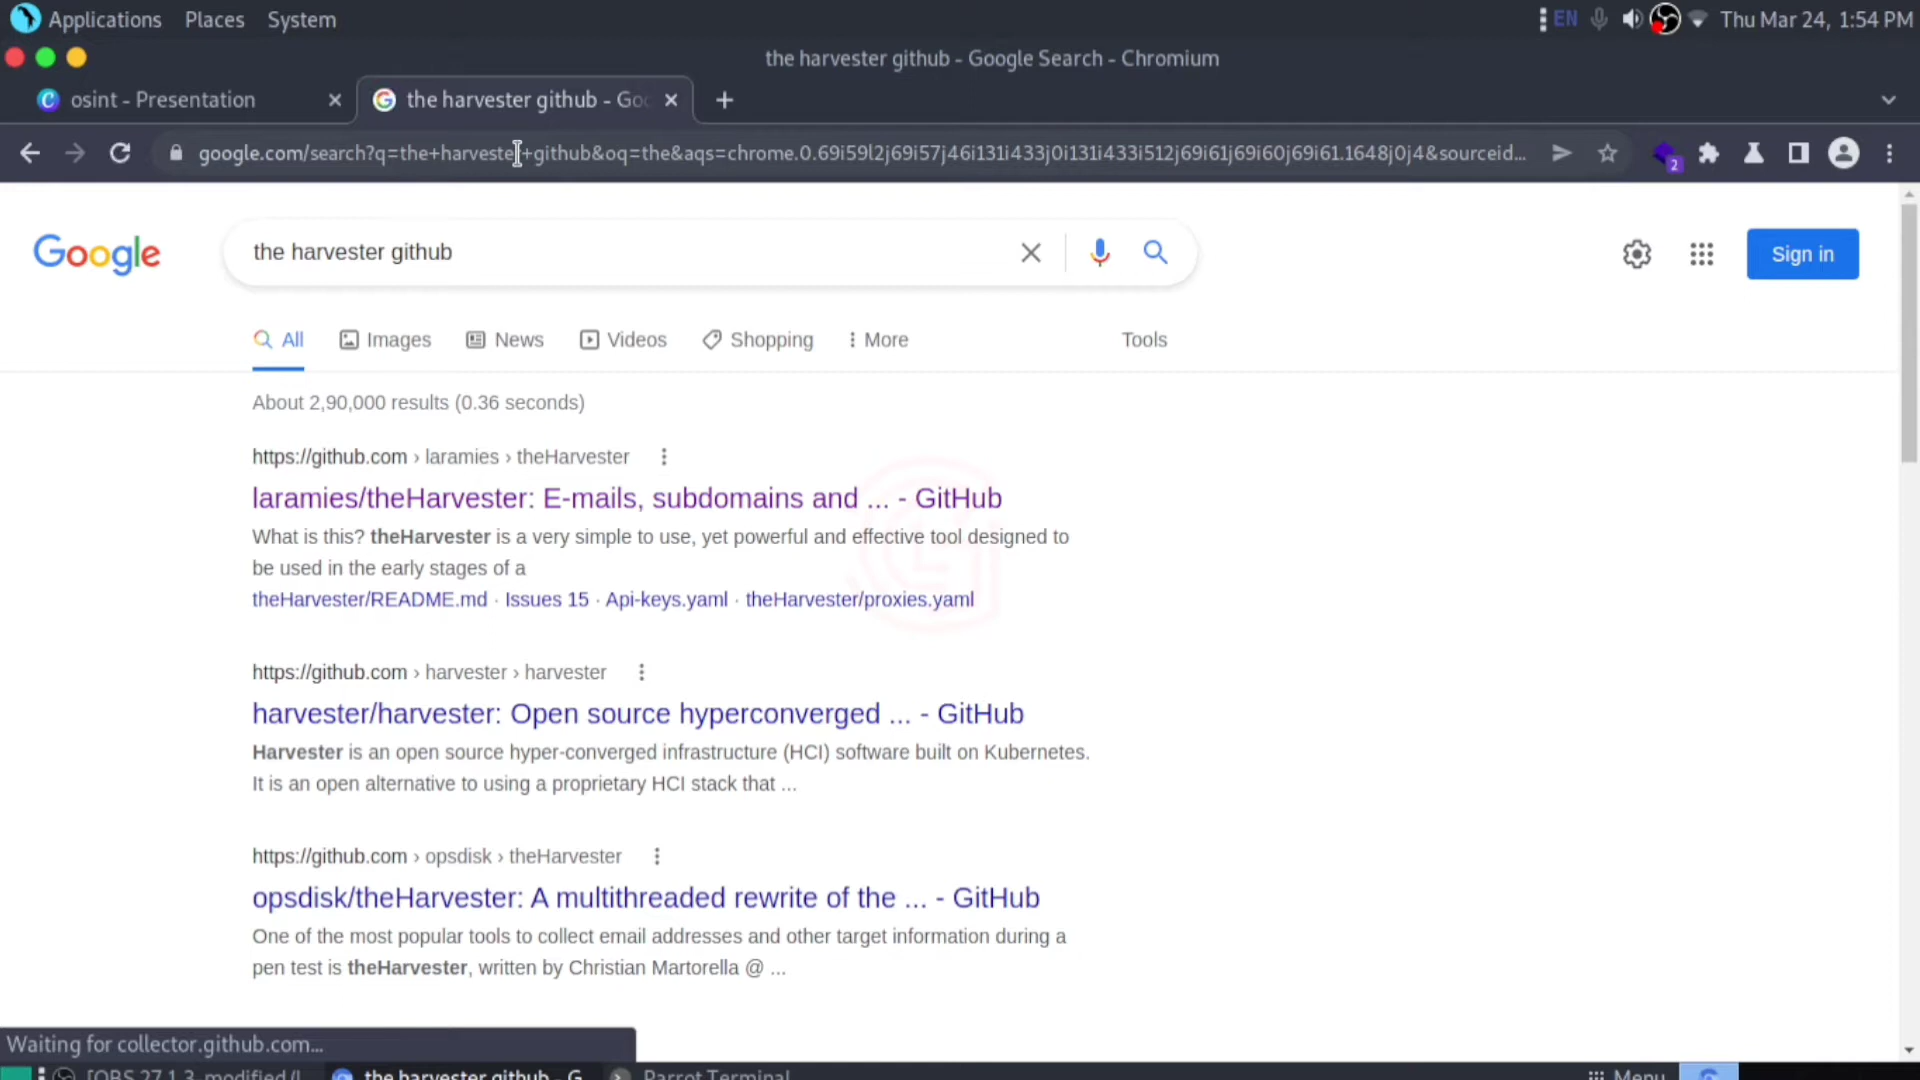 Applications Places System EN Thu Mar 24, 1:54 PM
the harvester github - Google Search - Chromium
osint - Presentation the harvester github - Goo
google.com/search?q=the+harvester+github&oq=the&aqs=chrome.0.69i59l2j69i57j46i131i433j0i131i433i512j69i61j69i60j69i61.1648j0j4&sourceid... 2
Google the harvester github Sign in
All Images News Videos Shopping More Tools
About 2,90,000 results (0.36 seconds)
https://github.com › laramies › theHarvester
laramies/theHarvester: E-mails, subdomains and ... - GitHub
What is this? theHarvester is a very simple to use, yet powerful and effective tool designed to
be used in the early stages of a
theHarvester/README.md · Issues 15 · Api-keys.yaml · theHarvester/proxies.yaml
https://github.com › harvester › harvester
harvester/harvester: Open source hyperconverged ... - GitHub
Harvester is an open source hyper-converged infrastructure (HCI) software built on Kubernetes.
It is an open alternative to using a proprietary HCI stack that ...
https://github.com › opsdisk › theHarvester
opsdisk/theHarvester: A multithreaded rewrite of the ... - GitHub
One of the most popular tools to collect email addresses and other target information during a
pen test is theHarvester, written by Christian Martorella @ ...
Waiting for collector.github.com...
[OBS 27.1.3 modified (l the harvester github - G Parrot Terminal Menu